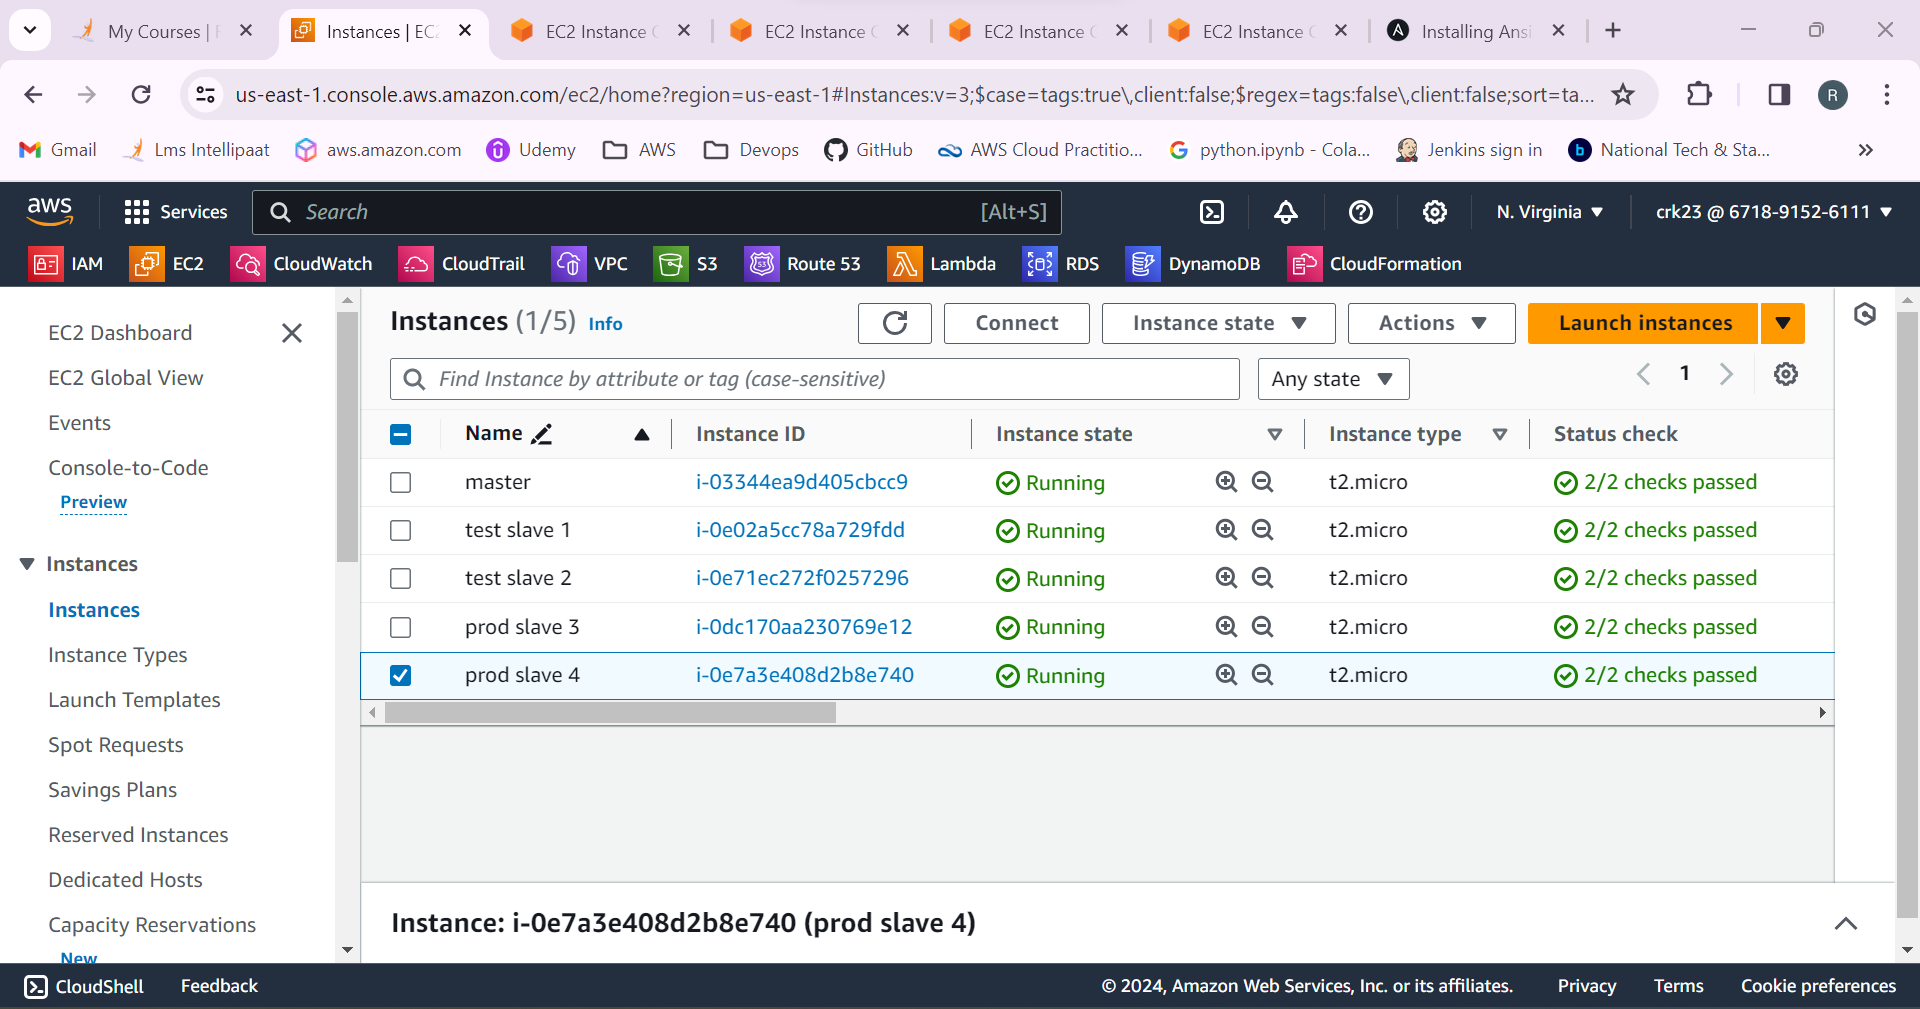 My Courses |
Instances | EC
EC2 Instance
EC2 Instance
EC2 Instance
EC2 Instance
Installing Ansi
us-east-1.console.aws.amazon.com/ec2/home?region=us-east-1#Instances:v=3;$case=tags:true\,client:false;$regex=tags:false\,client:false;sort=ta...
R
Gmail
Lms Intellipaat
aws.amazon.com
Udemy
AWS
Devops
GitHub
AWS Cloud Practitio...
python.ipynb - Cola...
Jenkins sign in
National Tech & Sta...
aws
Services
Search
[Alt+S]
N. Virginia
crk23 @ 6718-9152-6111
IAM
EC2
CloudWatch
CloudTrail
VPC
S3
Route 53
Lambda
RDS
DynamoDB
CloudFormation
EC2 Dashboard
EC2 Global View
Events
Console-to-Code
Preview
Instances
Instances
Instance Types
Launch Templates
Spot Requests
Savings Plans
Reserved Instances
Dedicated Hosts
Capacity Reservations
New
Instances (1/5) Info
Connect
Instance state
Actions
Launch instances
Find Instance by attribute or tag (case-sensitive)
Any state
1
Name Instance ID Instance state Instance type Status check
master i-03344ea9d405cbcc9 Running t2.micro 2/2 checks passed
test slave 1 i-0e02a5cc78a729fdd Running t2.micro 2/2 checks passed
test slave 2 i-0e71ec272f0257296 Running t2.micro 2/2 checks passed
prod slave 3 i-0dc170aa230769e12 Running t2.micro 2/2 checks passed
prod slave 4 i-0e7a3e408d2b8e740 Running t2.micro 2/2 checks passed
Instance: i-0e7a3e408d2b8e740 (prod slave 4)
CloudShell
Feedback
© 2024, Amazon Web Services, Inc. or its affiliates.
Privacy
Terms
Cookie preferences